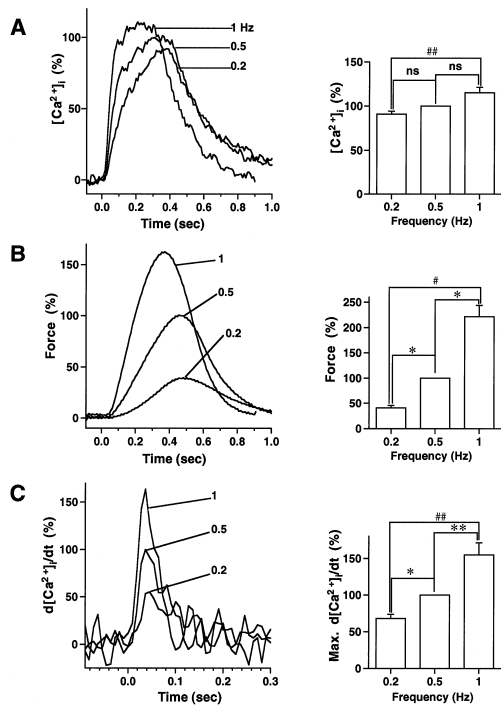 A
[Ca²⁺]ᵢ (%)
100
50
0
1 Hz
0.5
0.2
0.0 0.2 0.4 0.6 0.8 1.0
Time (sec)
[Ca²⁺]ᵢ (%)
150
100
50
0
##
ns
ns
0.2 0.5 1
Frequency (Hz)
B
Force (%)
150
100
50
0
1
0.5
0.2
0.0 0.2 0.4 0.6 0.8 1.0
Time (sec)
Force (%)
250
200
150
100
50
0
#
*
*
0.2 0.5 1
Frequency (Hz)
C
d[Ca²⁺]ᵢ/dt (%)
150
100
50
0
1
0.5
0.2
0.0 0.1 0.2 0.3
Time (sec)
Max. d[Ca²⁺]ᵢ/dt (%)
150
100
50
0
##
**
*
0.2 0.5 1
Frequency (Hz)